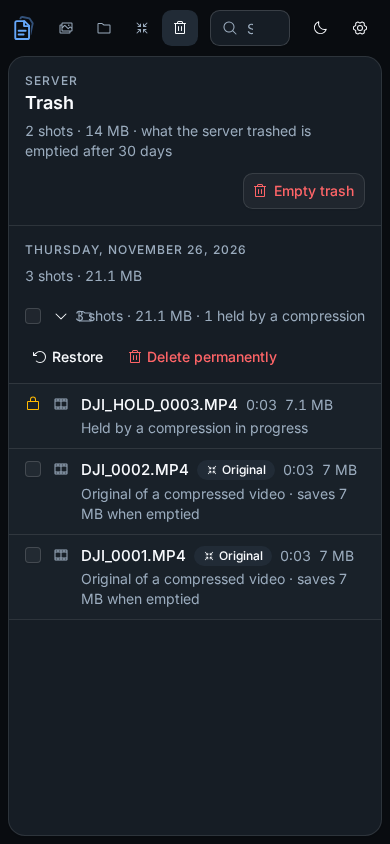 S
SERVER
Trash
2 shots · 14 MB · what the server trashed is
emptied after 30 days
Empty trash
THURSDAY, NOVEMBER 26, 2026
3 shots · 21.1 MB
3 shots · 21.1 MB · 1 held by a compression
Restore Delete permanently
DJI_HOLD_0003.MP4 0:03 7.1 MB
Held by a compression in progress
DJI_0002.MP4 Original 0:03 7 MB
Original of a compressed video · saves 7
MB when emptied
DJI_0001.MP4 Original 0:03 7 MB
Original of a compressed video · saves 7
MB when emptied